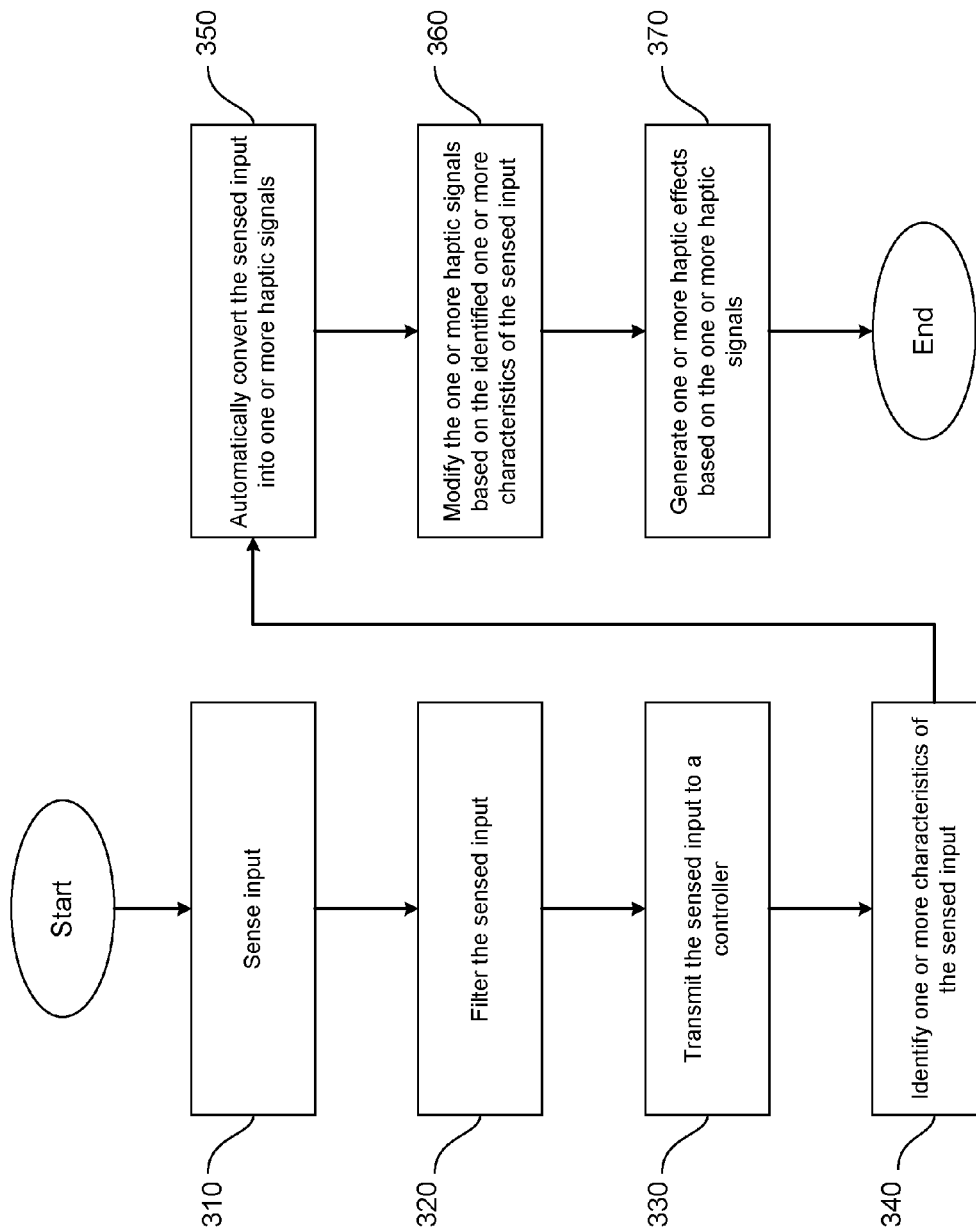 Start
310
Sense input
320
Filter the sensed input
330
Transmit the sensed input to a
controller
340
Identify one or more characteristics of
the sensed input
350
Automatically convert the sensed input
into one or more haptic signals
360
Modify the one or more haptic signals
based on the identified one or more
characteristics of the sensed input
370
Generate one or more haptic effects
based on the one or more haptic
signals
End